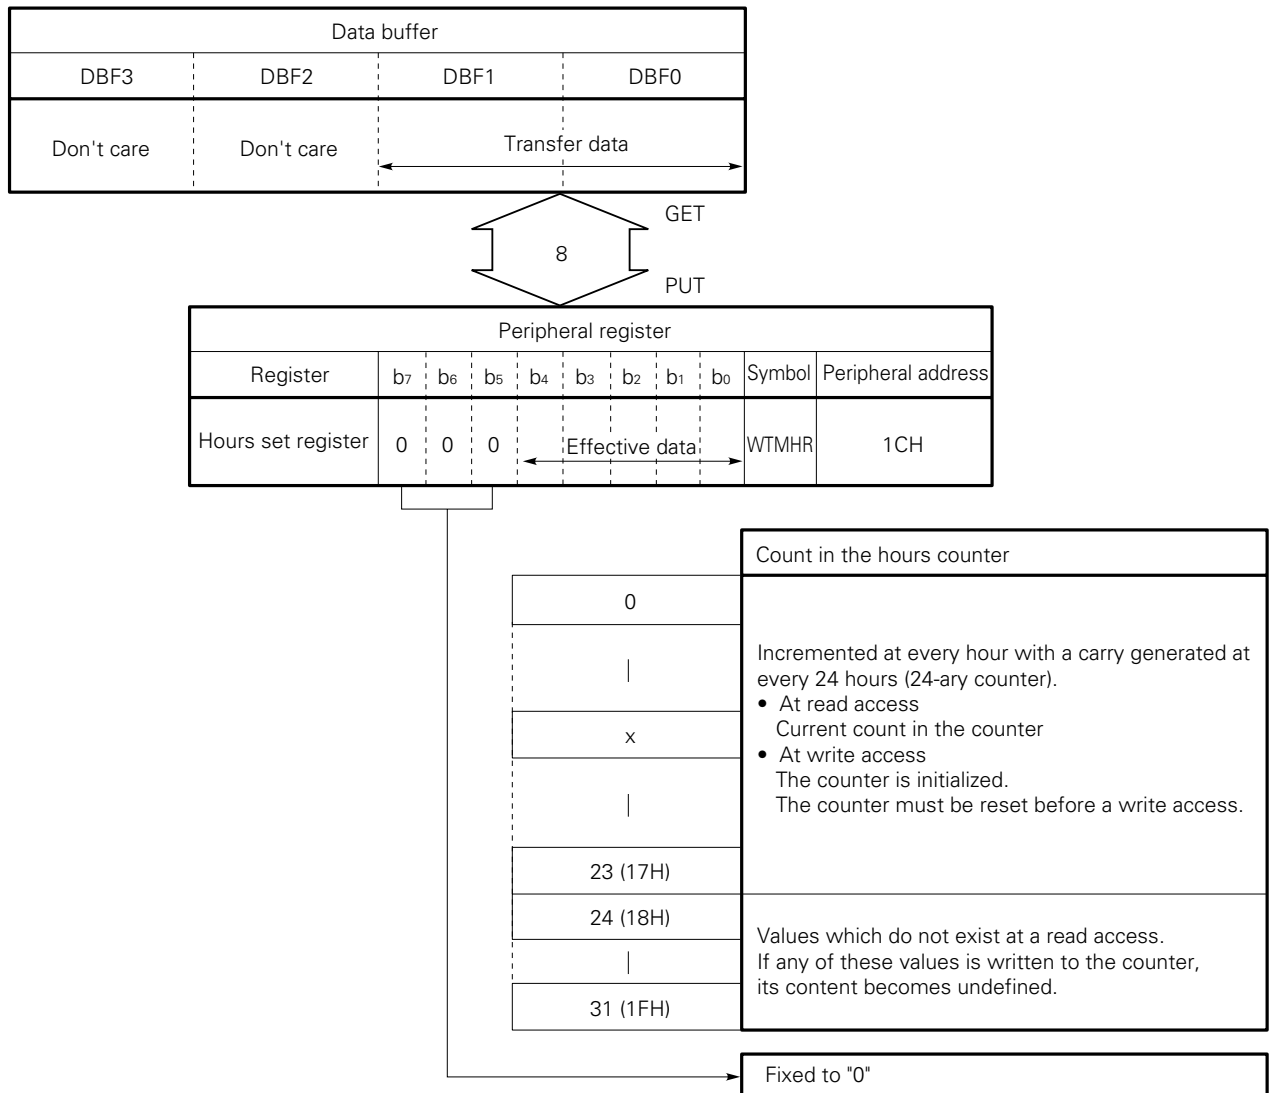 Data buffer
DBF3 DBF2 DBF1 DBF0
Don't care Don't care Transfer data
GET
8
PUT
Peripheral register
Register b7 b6 b5 b4 b3 b2 b1 b0 Symbol Peripheral address
Hours set register 0 0 0 Effective data WTMHR 1CH
Count in the hours counter
0
|
x
|
23 (17H)
Incremented at every hour with a carry generated at
every 24 hours (24-ary counter).
• At read access
Current count in the counter
• At write access
The counter is initialized.
The counter must be reset before a write access.
24 (18H)
|
31 (1FH)
Values which do not exist at a read access.
If any of these values is written to the counter,
its content becomes undefined.
Fixed to "0"